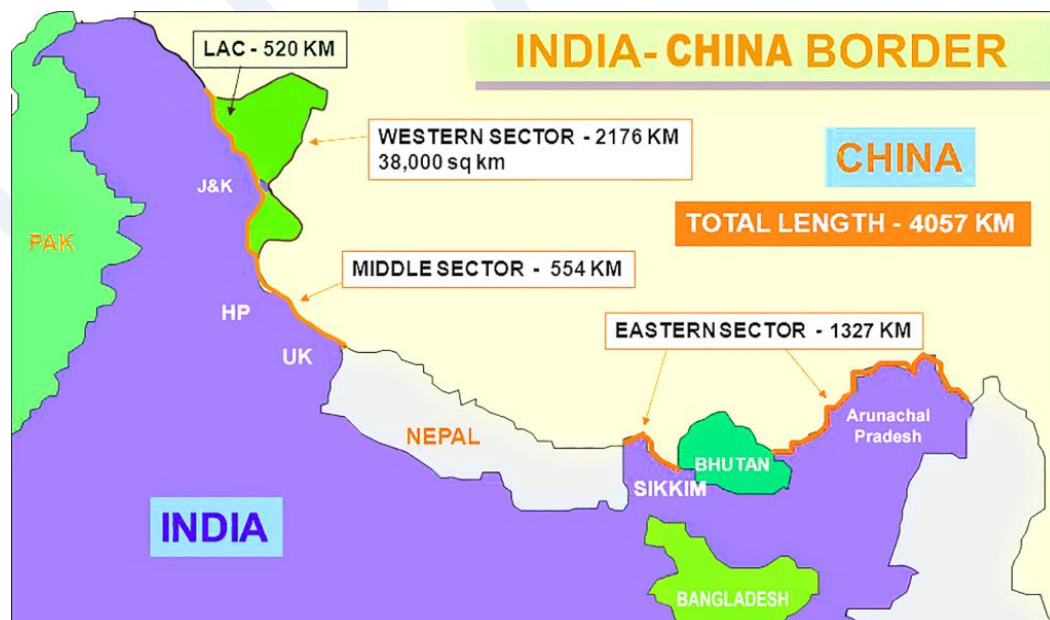 INDIA- CHINA BORDER
LAC - 520 KM
WESTERN SECTOR - 2176 KM
38,000 sq km
CHINA
J&K
TOTAL LENGTH - 4057 KM
PAK
MIDDLE SECTOR - 554 KM
HP
EASTERN SECTOR - 1327 KM
UK
Arunachal
Pradesh
NEPAL
BHUTAN
SIKKIM
INDIA
BANGLADESH